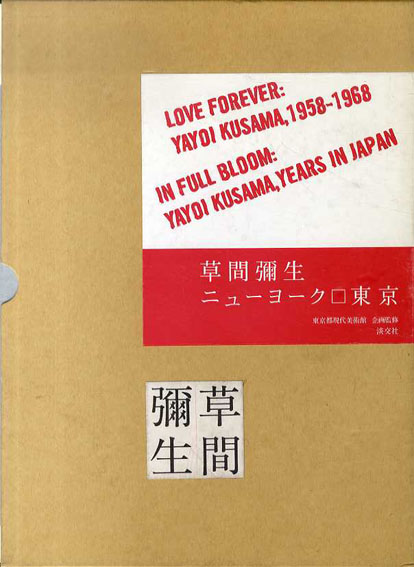 LOVE FOREVER:
YAYOI KUSAMA,1958-1968
IN FULL BLOOM:
YAYOI KUSAMA,YEARS IN JAPAN
草間彌生
ニューヨーク□東京
東京都現代美術館 企画監修
淡交社
草間
彌生